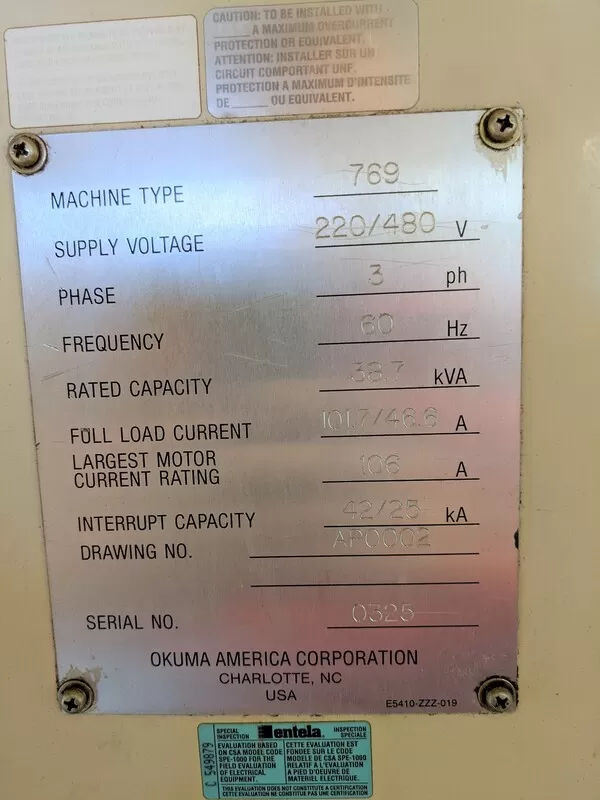 CAUTION: TO BE INSTALLED WITH
A MAXIMUM OVERCURRENT
PROTECTION OR EQUIVALENT.
ATTENTION: INSTALLER SUR UN
CIRCUIT COMPORTANT UNE
PROTECTION A MAXIMUM D'INTENSITE
DE ______ OU EQUIVALENT.
MACHINE TYPE 769
SUPPLY VOLTAGE 220/480 V
PHASE 3 ph
FREQUENCY 60 Hz
RATED CAPACITY 38.7 kVA
FULL LOAD CURRENT 101.7/46.6 A
LARGEST MOTOR
CURRENT RATING 106 A
INTERRUPT CAPACITY 42/25 kA
DRAWING NO. AP0002
SERIAL NO. 0325
OKUMA AMERICA CORPORATION
CHARLOTTE, NC
USA
E5410-ZZZ-019
SPECIAL INSPECTION entela. INSPECTION SPECIALE
C 549879
EVALUATION BASED
ON CSA MODEL CODE
SPE-1000 FOR THE
FIELD EVALUATION
OF ELECTRICAL
EQUIPMENT.
CETTE EVALUATION EST
FONDEE SUR LE CODE
MODELE DE CSA SPE-1000
RELATIF A L'EVALUATION
A PIED D'OEUVRE DE
MATERIEL ELECTRIQUE.
THIS EVALUATION DOES NOT CONSTITUTE A CERTIFICATION
CETTE EVALUATION NE CONSTITUE PAS UNE CERTIFICATION